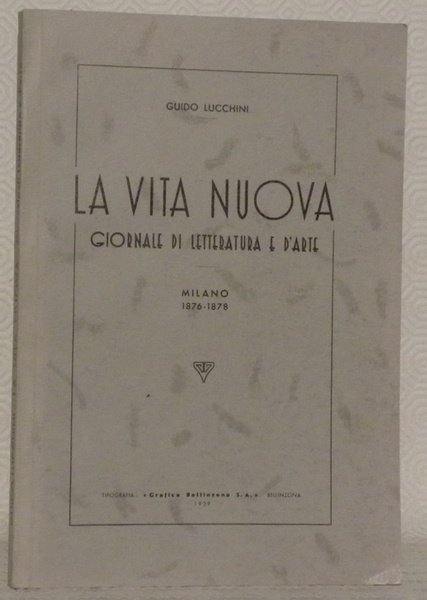 GUIDO LUCCHINI
LA VITA NUOVA
GIORNALE DI LETTERATURA E D'ARTE
MILANO
1876-1878
TIPOGRAFIA « Grafica Bellinzona S. A. » BELLINZONA